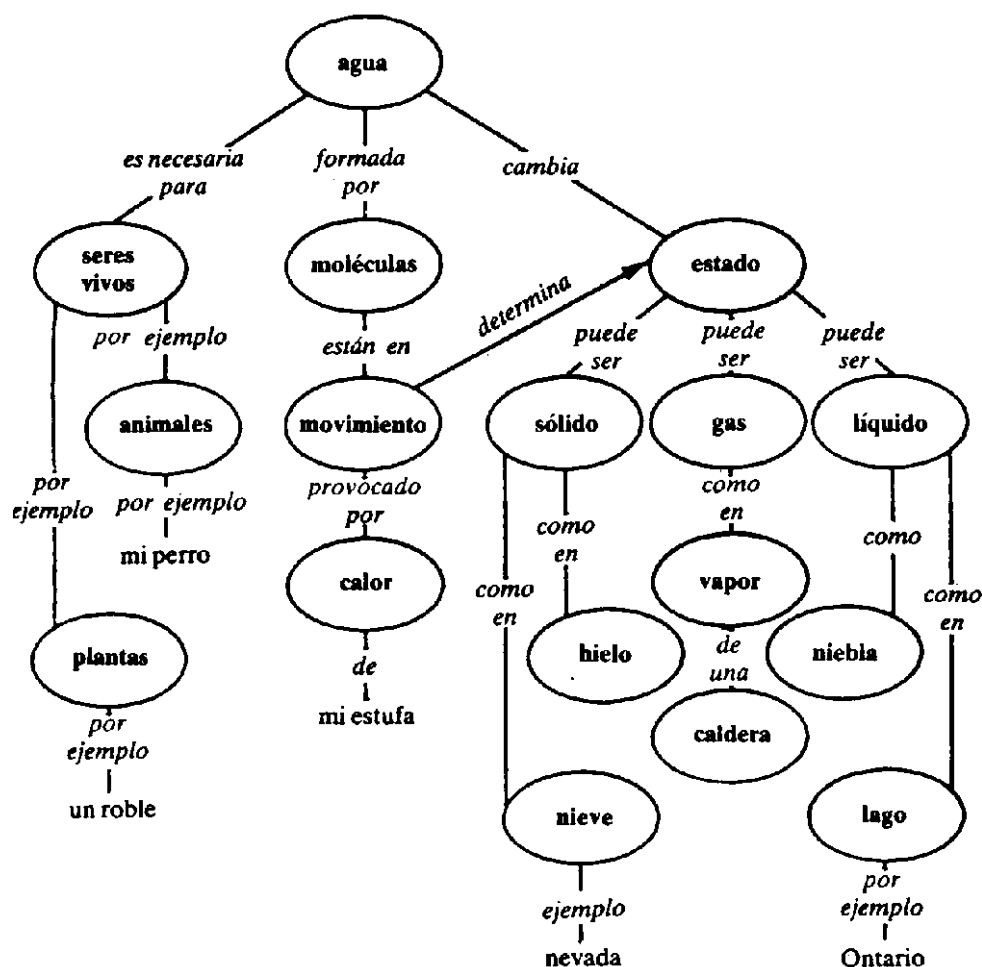 agua
es necesaria
para
formada
por
cambia
seres
vivos
moléculas
estado
determina
por ejemplo
están en
puede
ser
puede
ser
puede
ser
animales
movimiento
sólido
gas
líquido
por
ejemplo
por ejemplo
provocado
por
como
en
como
en
como
mi perro
calor
como
en
vapor
como
en
plantas
de
hielo
de
una
niebla
mi estufa
caldera
por
ejemplo
un roble
nieve
lago
ejemplo
por
ejemplo
nevada
Ontario